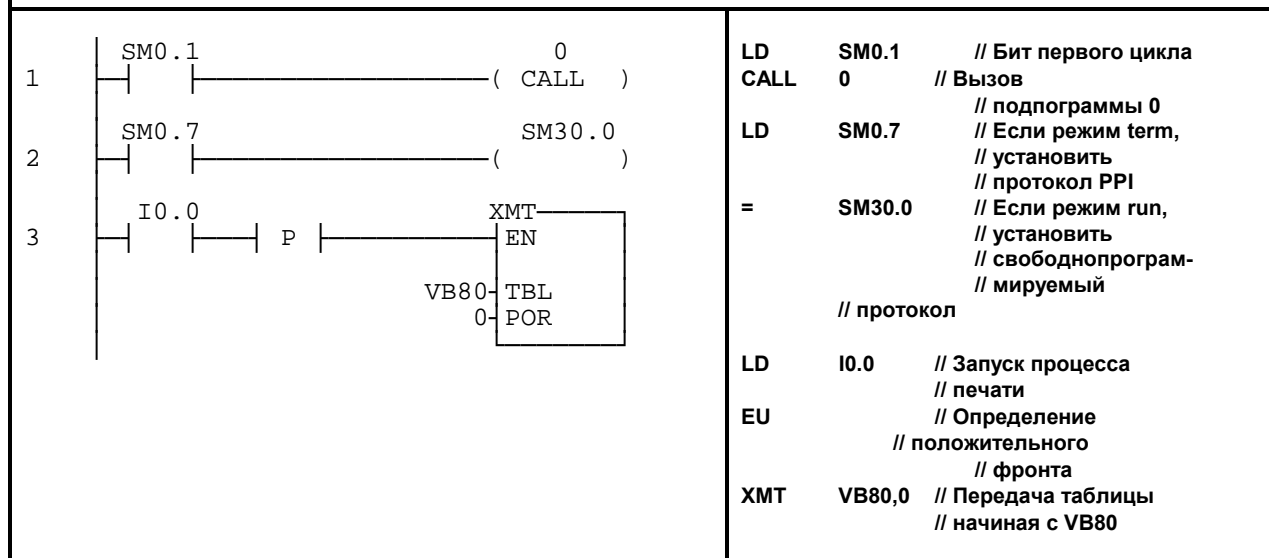 SM0.1 0
1 ( CALL )
SM0.7 SM30.0
2 ( )
I0.0 XMT
3 P EN
VB80 TBL
0 POR
LD SM0.1 // Бит первого цикла
CALL 0 // Вызов
// подпограммы 0
LD SM0.7 // Если режим term,
// установить
// протокол PPI
= SM30.0 // Если режим run,
// установить
// свободнопрограм-
// мируемый
// протокол
LD I0.0 // Запуск процесса
// печати
EU // Определение
// положительного
// фронта
XMT VB80,0 // Передача таблицы
// начиная с VB80